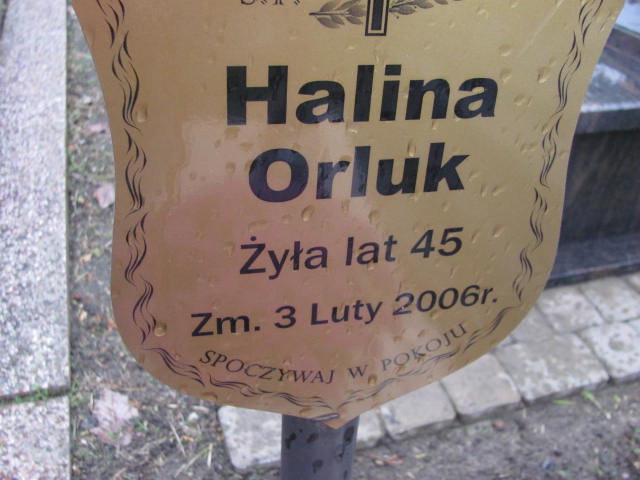 Halina
Orluk
Żyła lat 45
Zm. 3 Luty 2006r.
SPOCZYWAJ W POKOJU